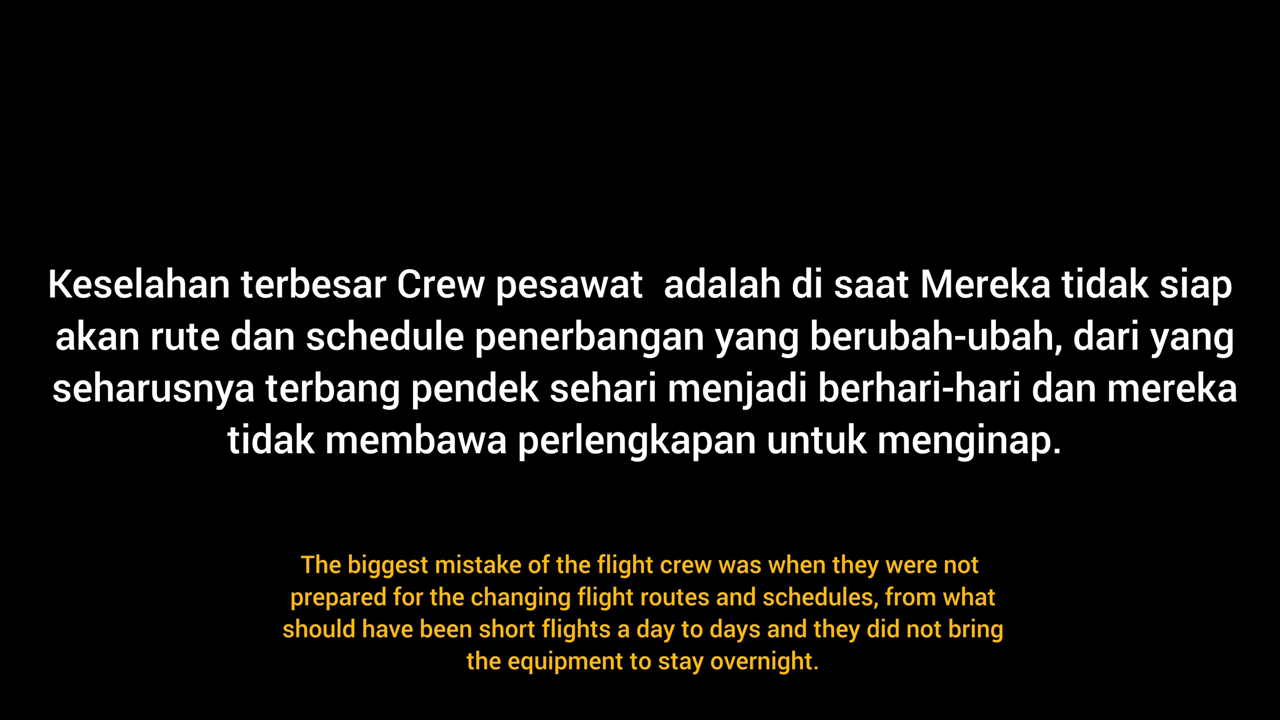 Keselahan terbesar Crew pesawat  adalah di saat Mereka tidak siap
akan rute dan schedule penerbangan yang berubah-ubah, dari yang
seharusnya terbang pendek sehari menjadi berhari-hari dan mereka
tidak membawa perlengkapan untuk menginap.
The biggest mistake of the flight crew was when they were not
prepared for the changing flight routes and schedules, from what
should have been short flights a day to days and they did not bring
the equipment to stay overnight.